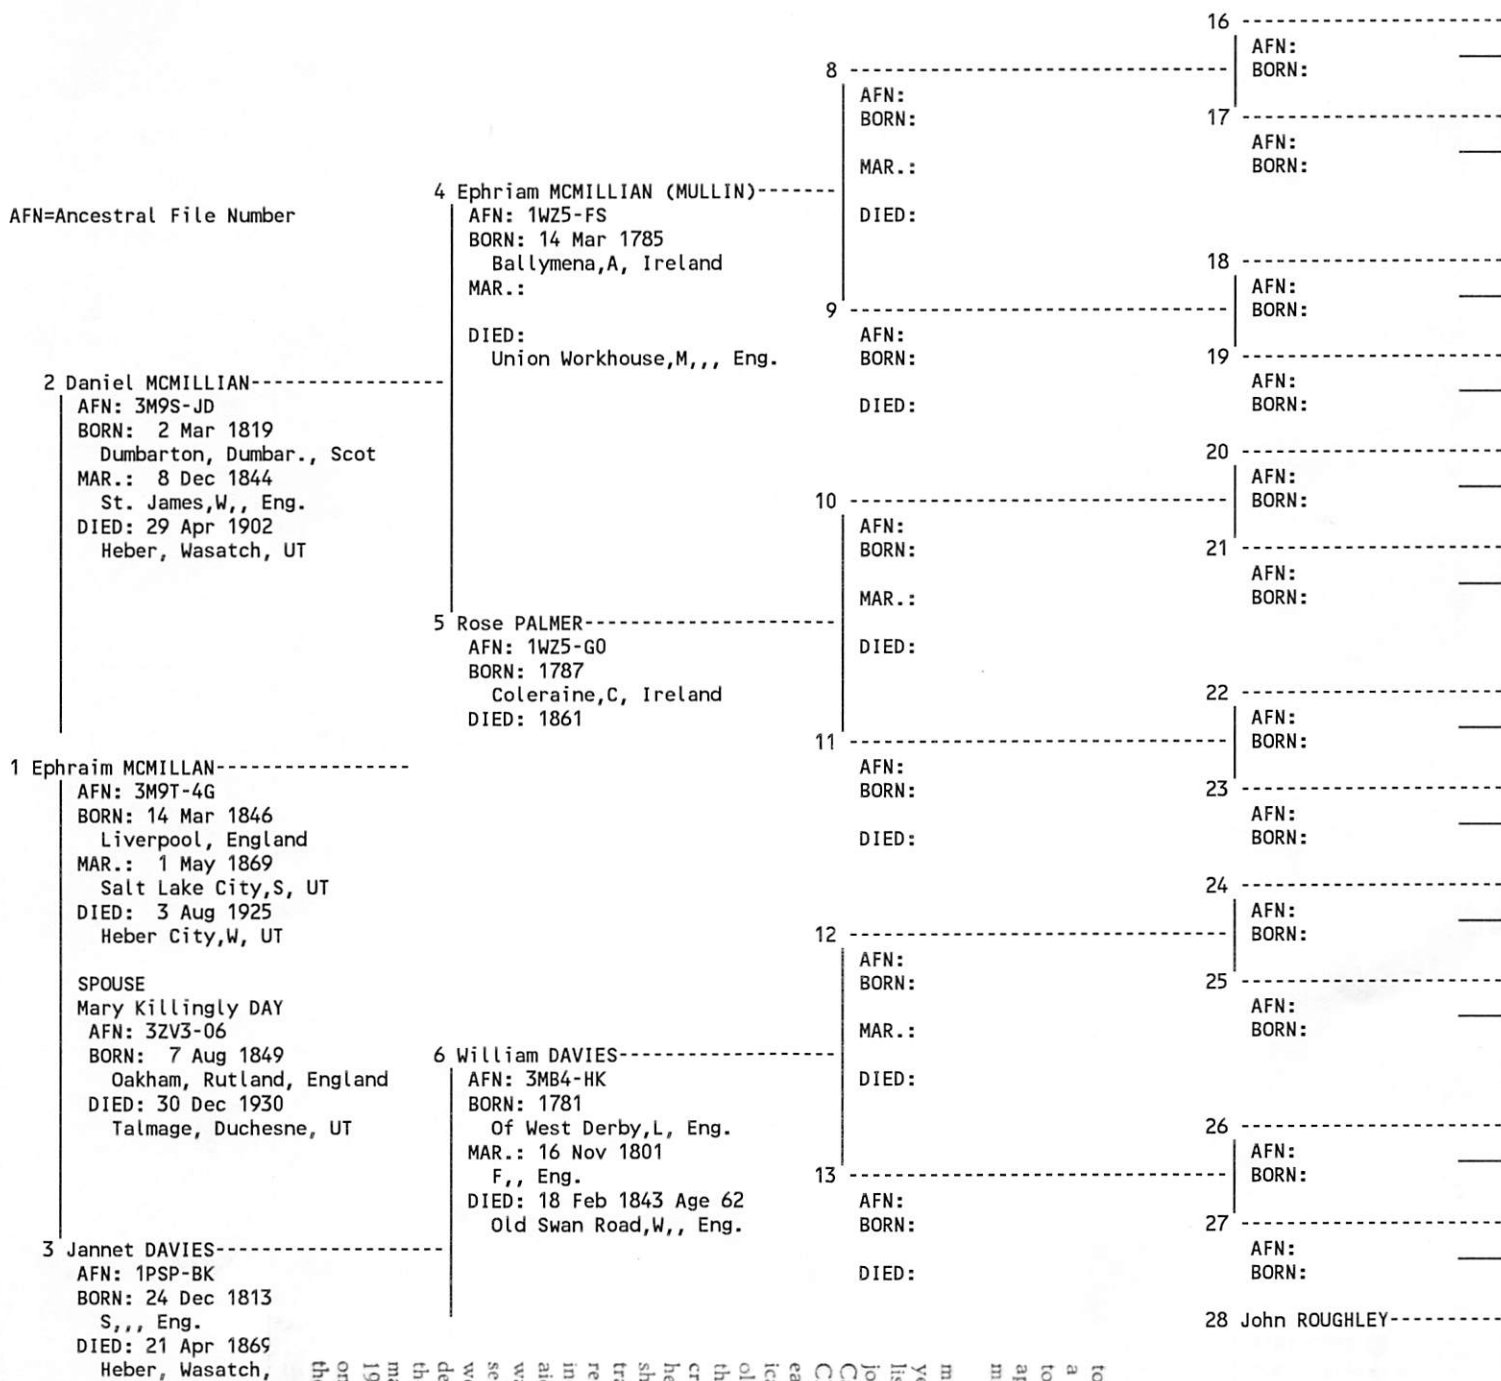 AFN=Ancestral File Number
1 Ephraim MCMILLAN----------------
AFN: 3M9T-4G
BORN: 14 Mar 1846
Liverpool, England
MAR.: 1 May 1869
Salt Lake City,S, UT
DIED: 3 Aug 1925
Heber City,W, UT
SPOUSE
Mary Killingly DAY
AFN: 3ZV3-06
BORN: 7 Aug 1849
Oakham, Rutland, England
DIED: 30 Dec 1930
Talmage, Duchesne, UT
2 Daniel MCMILLIAN----------------
AFN: 3M9S-JD
BORN: 2 Mar 1819
Dumbarton, Dumbar., Scot
MAR.: 8 Dec 1844
St. James,W,, Eng.
DIED: 29 Apr 1902
Heber, Wasatch, UT
3 Jannet DAVIES-------------------
AFN: 1PSP-BK
BORN: 24 Dec 1813
S,,, Eng.
DIED: 21 Apr 1869
Heber, Wasatch,
4 Ephriam MCMILLIAN (MULLIN)-------
AFN: 1WZ5-FS
BORN: 14 Mar 1785
Ballymena,A, Ireland
MAR.:
DIED:
Union Workhouse,M,,, Eng.
5 Rose PALMER---------------------
AFN: 1WZ5-G0
BORN: 1787
Coleraine,C, Ireland
DIED: 1861
6 William DAVIES------------------
AFN: 3MB4-HK
BORN: 1781
Of West Derby,L, Eng.
MAR.: 16 Nov 1801
F,, Eng.
DIED: 18 Feb 1843 Age 62
Old Swan Road,W,, Eng.
8 --------------------------------
AFN:
BORN:
MAR.:
DIED:
9 --------------------------------
AFN:
BORN:
DIED:
10 --------------------------------
AFN:
BORN:
MAR.:
DIED:
11 --------------------------------
AFN:
BORN:
DIED:
12 --------------------------------
AFN:
BORN:
MAR.:
DIED:
13 --------------------------------
AFN:
BORN:
DIED:
16 ----------------------
AFN:
BORN:
17 ----------------------
AFN:
BORN:
18 ----------------------
AFN:
BORN:
19 ----------------------
AFN:
BORN:
20 ----------------------
AFN:
BORN:
21 ----------------------
AFN:
BORN:
22 ----------------------
AFN:
BORN:
23 ----------------------
AFN:
BORN:
24 ----------------------
AFN:
BORN:
25 ----------------------
AFN:
BORN:
26 ----------------------
AFN:
BORN:
27 ----------------------
AFN:
BORN:
28 John ROUGHLEY----------